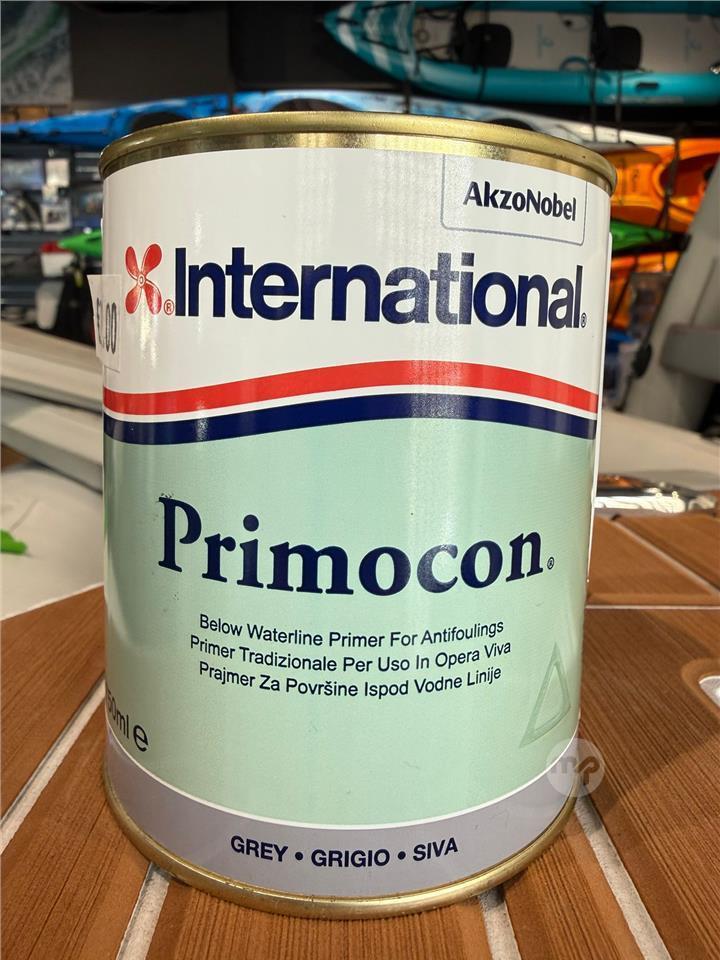 AkzoNobel
International®
Primocon®
Below Waterline Primer For Antifoulings
Primer Tradizionale Per Uso In Opera Viva
Prajmer Za Površine Ispod Vodne Linije
50ml e
GREY • GRIGIO • SIVA